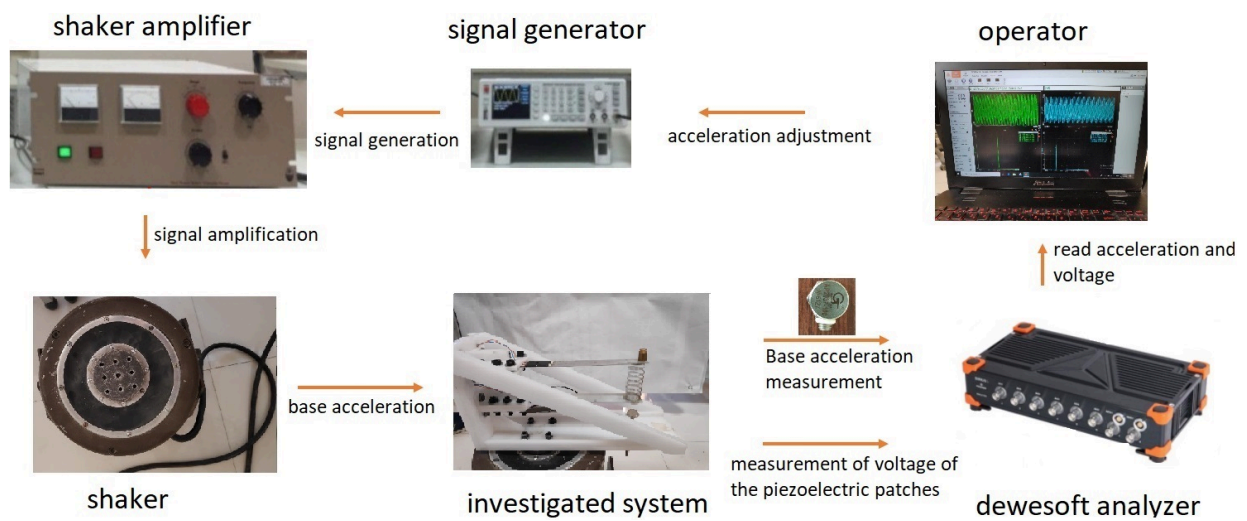 shaker amplifier
signal generator
operator
signal generation
acceleration adjustment
signal amplification
read acceleration and
voltage
Base acceleration
measurement
base acceleration
measurement of voltage of
the piezoelectric patches
shaker
investigated system
dewesoft analyzer